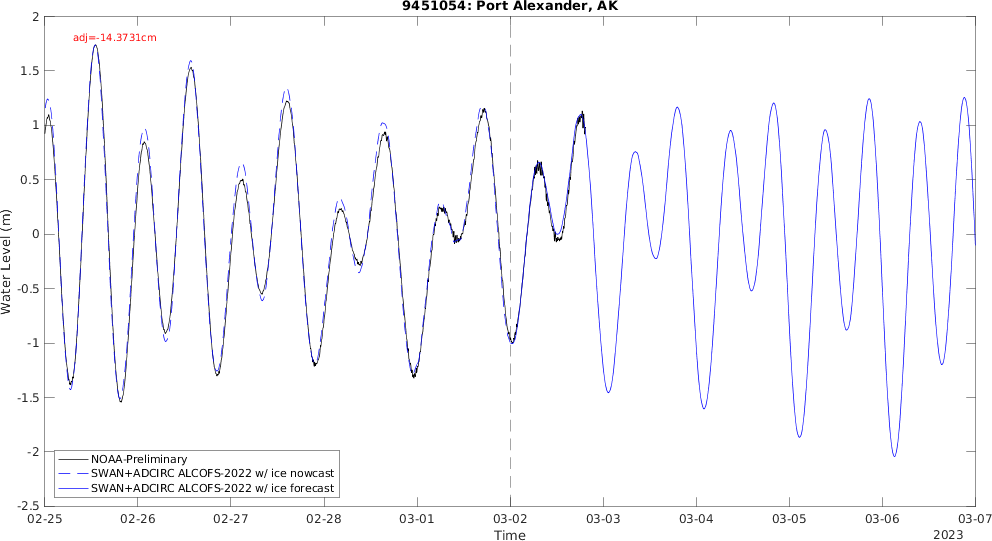 9451054: Port Alexander, AK
adj=-14.3731cm
2
1.5
1
0.5
0
-0.5
-1
-1.5
-2
-2.5
Water Level (m)
NOAA-Preliminary
SWAN+ADCIRC ALCOFS-2022 w/ ice nowcast
SWAN+ADCIRC ALCOFS-2022 w/ ice forecast
02-25 02-26 02-27 02-28 03-01 03-02 03-03 03-04 03-05 03-06 03-07
Time
2023